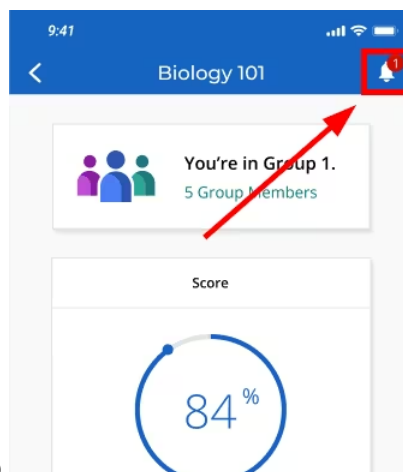 9:41
Biology 101
1
You're in Group 1.
5 Group Members
Score
84%